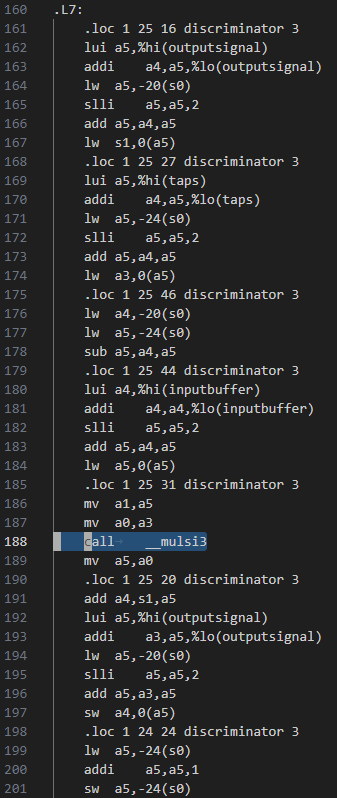 160 .L7:
161 .loc 1 25 16 discriminator 3
162 lui a5,%hi(outputsignal)
163 addi a4,a5,%lo(outputsignal)
164 lw a5,-20(s0)
165 slli a5,a5,2
166 add a5,a4,a5
167 lw s1,0(a5)
168 .loc 1 25 27 discriminator 3
169 lui a5,%hi(taps)
170 addi a4,a5,%lo(taps)
171 lw a5,-24(s0)
172 slli a5,a5,2
173 add a5,a4,a5
174 lw a3,0(a5)
175 .loc 1 25 46 discriminator 3
176 lw a4,-20(s0)
177 lw a5,-24(s0)
178 sub a5,a4,a5
179 .loc 1 25 44 discriminator 3
180 lui a4,%hi(inputbuffer)
181 addi a4,a4,%lo(inputbuffer)
182 slli a5,a5,2
183 add a5,a4,a5
184 lw a5,0(a5)
185 .loc 1 25 31 discriminator 3
186 mv a1,a5
187 mv a0,a3
188 call→ __mulsi3
189 mv a5,a0
190 .loc 1 25 20 discriminator 3
191 add a4,s1,a5
192 lui a5,%hi(outputsignal)
193 addi a3,a5,%lo(outputsignal)
194 lw a5,-20(s0)
195 slli a5,a5,2
196 add a5,a3,a5
197 sw a4,0(a5)
198 .loc 1 24 24 discriminator 3
199 lw a5,-24(s0)
200 addi a5,a5,1
201 sw a5,-24(s0)